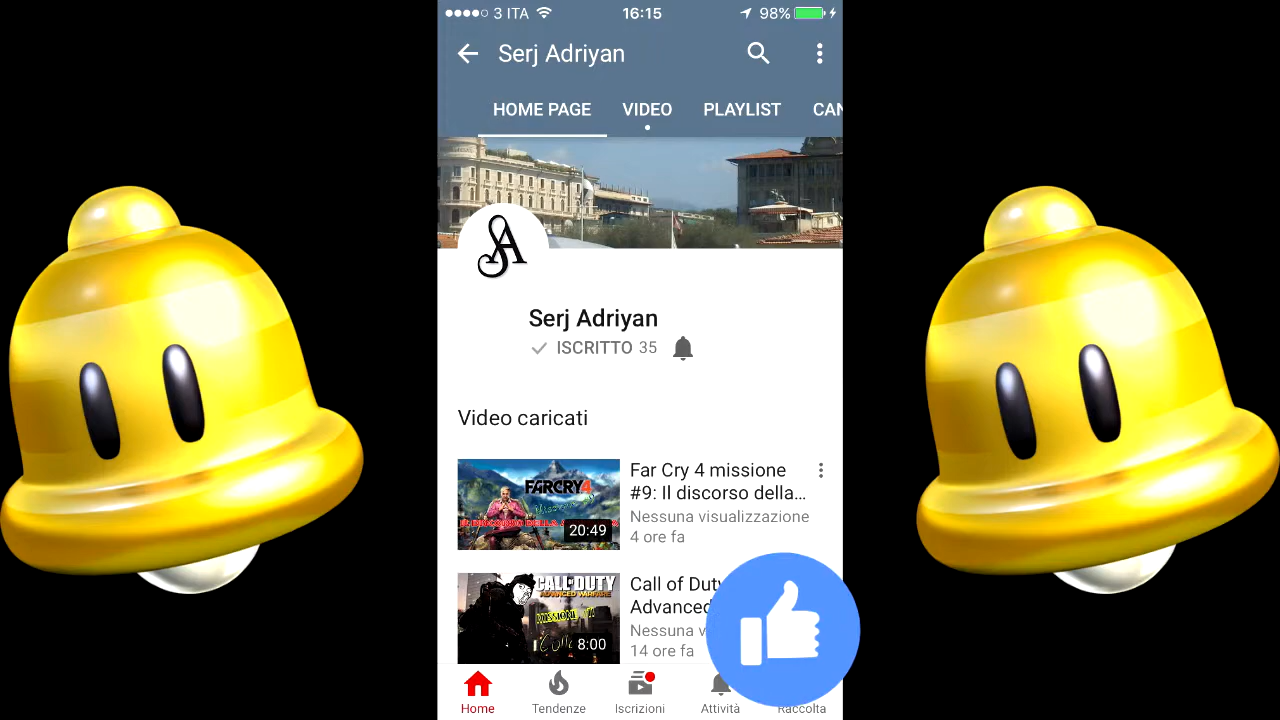 3 ITA 16:15 98%
Serj Adriyan
HOME PAGE VIDEO PLAYLIST CAN
SA
Serj Adriyan
ISCRITTO 35
Video caricati
FARCRY4
20:49
Far Cry 4 missione
#9: Il discorso della...
Nessuna visualizzazione
4 ore fa
CALL OF DUTY
ADVANCED WARFARE
8:00
Call of Duty
Advanced
Nessuna v
14 ore fa
Home Tendenze Iscrizioni Attività Raccolta